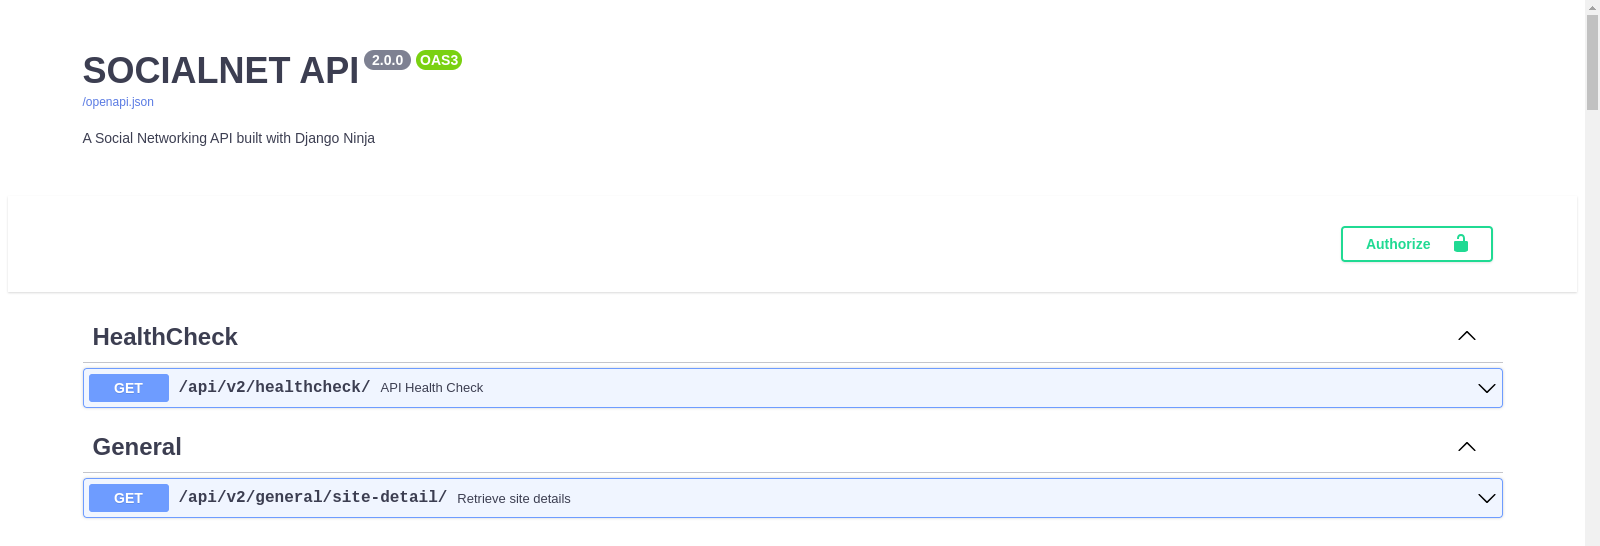 SOCIALNET API 2.0.0 OAS3
/openapi.json
A Social Networking API built with Django Ninja
Authorize
HealthCheck
GET /api/v2/healthcheck/ API Health Check
General
GET /api/v2/general/site-detail/ Retrieve site details